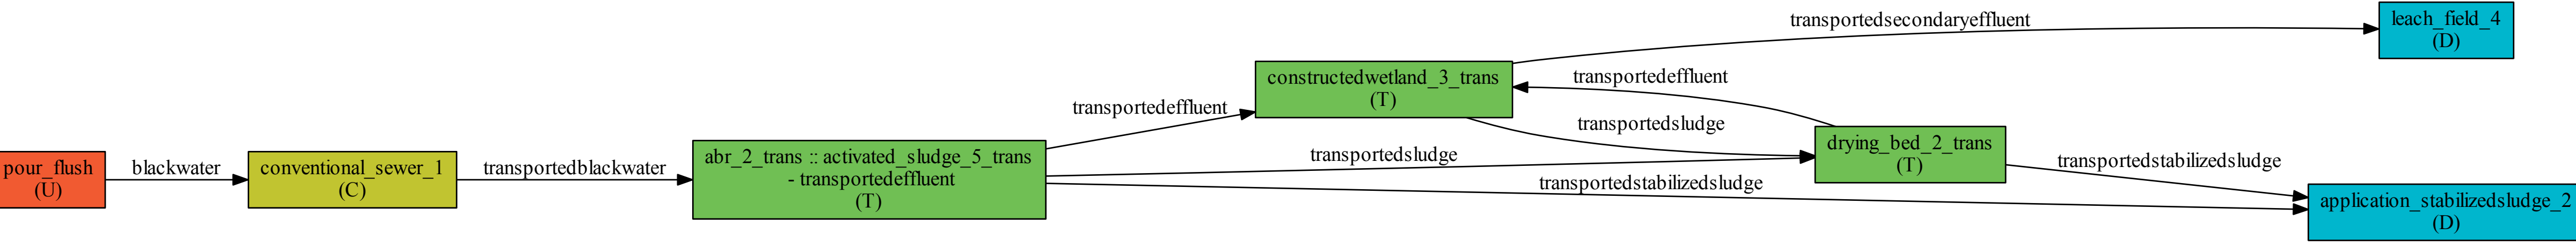 pour_flush
(U)
blackwater
conventional_sewer_1
(C)
transportedblackwater
abr_2_trans :: activated_sludge_5_trans
- transportedeffluent
(T)
transportedeffluent
transportedsludge
transportedstabilizedsludge
constructedwetland_3_trans
(T)
transportedsecondaryeffluent
transportedeffluent
transportedsludge
drying_bed_2_trans
(T)
transportedstabilizedsludge
leach_field_4
(D)
application_stabilizedsludge_2
(D)